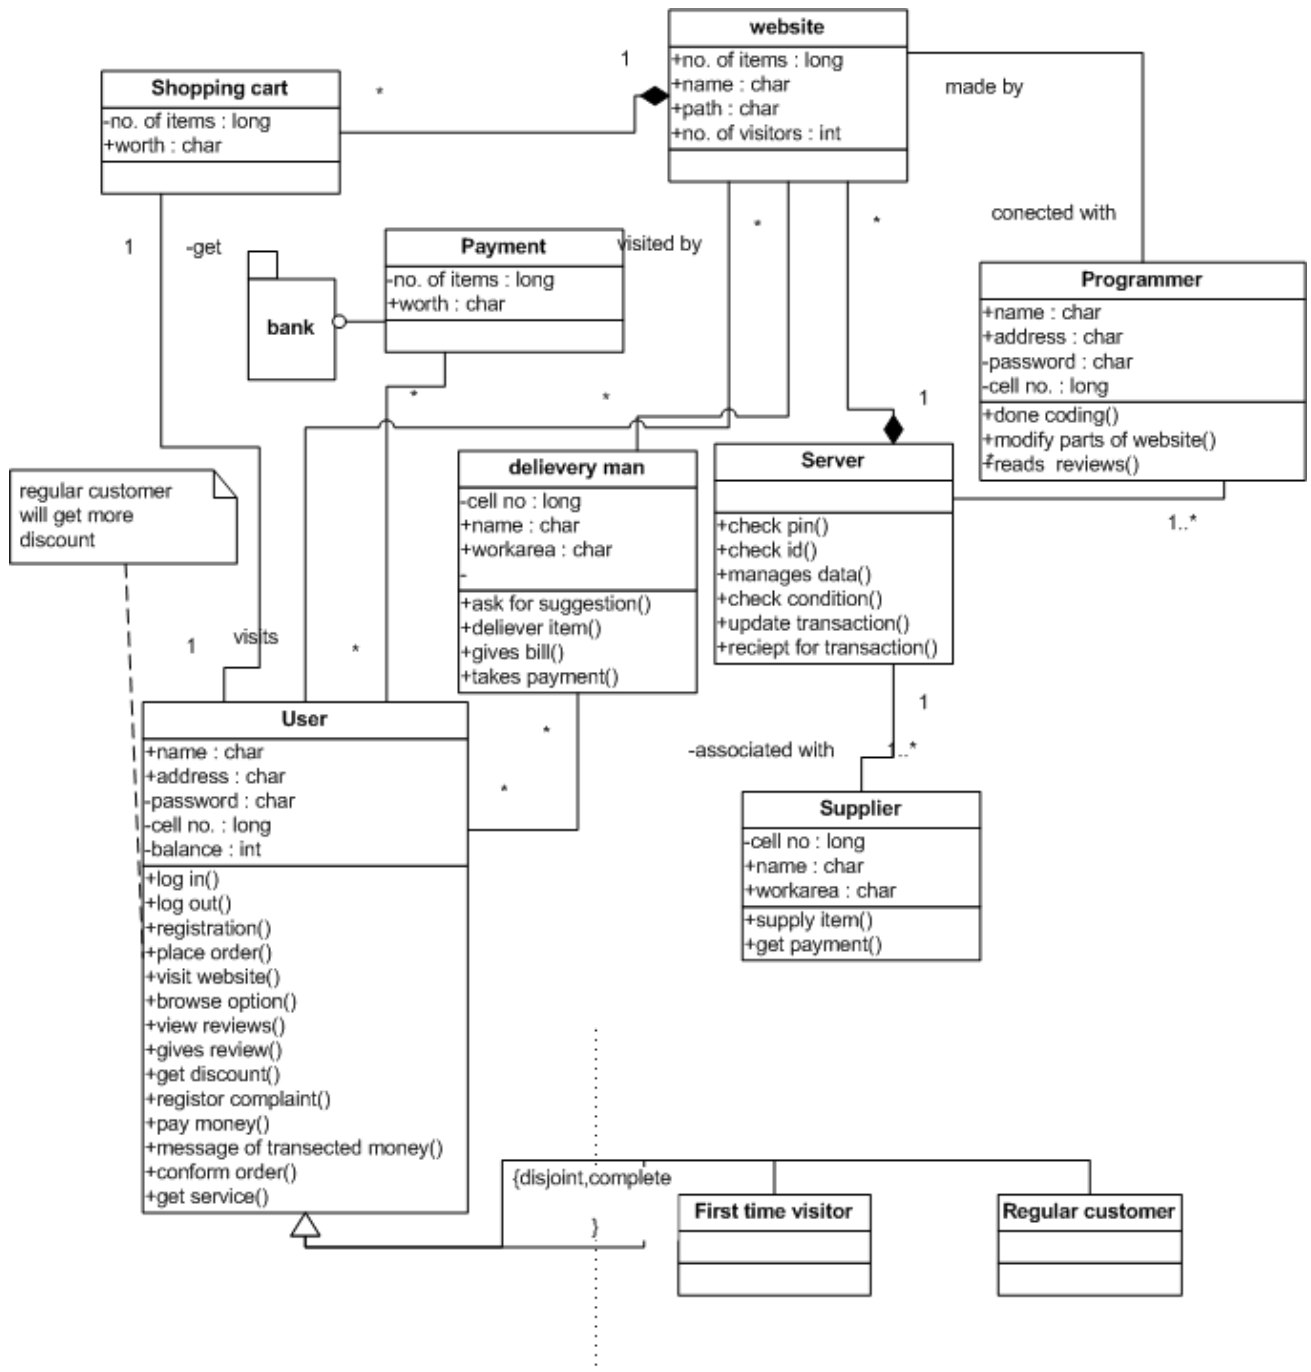 website
+no. of items : long
+name : char
+path : char
+no. of visitors : int
1
*
Shopping cart
-no. of items : long
+worth : char
made by
conected with
*
*
visited by
1
-get
Payment
-no. of items : long
+worth : char
bank
Programmer
+name : char
+address : char
-password : char
-cell no. : long
+done coding()
+modify parts of website()
+reads  reviews()
*
1..*
*
*
1
regular customer
will get more
discount
delievery man
-cell no : long
+name : char
+workarea : char
-
+ask for suggestion()
+deliever item()
+gives bill()
+takes payment()
Server
+check pin()
+check id()
+manages data()
+check condition()
+update transaction()
+reciept for transaction()
1
visits
*
1
-associated with
1..*
*
*
User
+name : char
+address : char
-password : char
-cell no. : long
-balance : int
+log in()
+log out()
+registration()
+place order()
+visit website()
+browse option()
+view reviews()
+gives review()
+get discount()
+registor complaint()
+pay money()
+message of transected money()
+conform order()
+get service()
Supplier
-cell no : long
+name : char
+workarea : char
+supply item()
+get payment()
{disjoint,complete
}
First time visitor
Regular customer